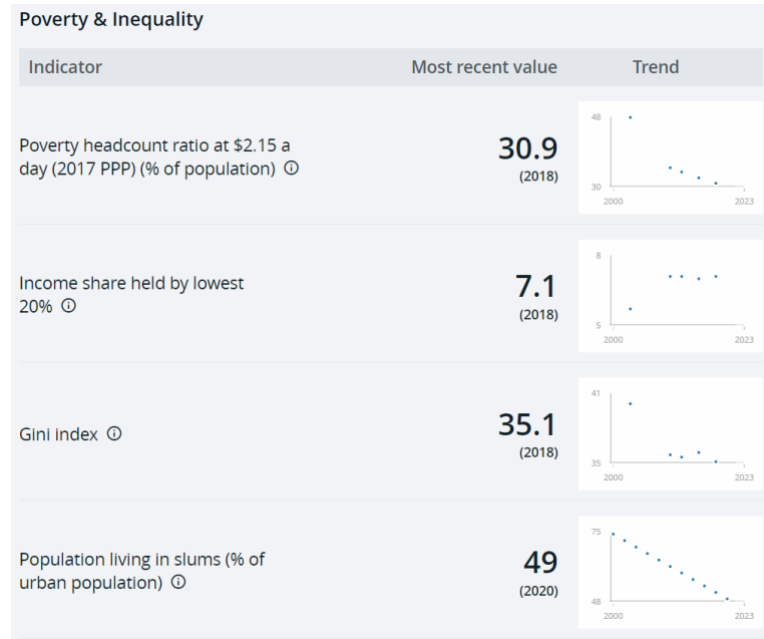 Poverty & Inequality
Indicator Most recent value Trend
Poverty headcount ratio at $2.15 a
day (2017 PPP) (% of population) ⓘ
30.9
(2018)
48
30
2000 2023
Income share held by lowest
20% ⓘ
7.1
(2018)
8
5
2000 2023
Gini index ⓘ
35.1
(2018)
41
35
2000 2023
Population living in slums (% of
urban population) ⓘ
49
(2020)
75
48
2000 2023